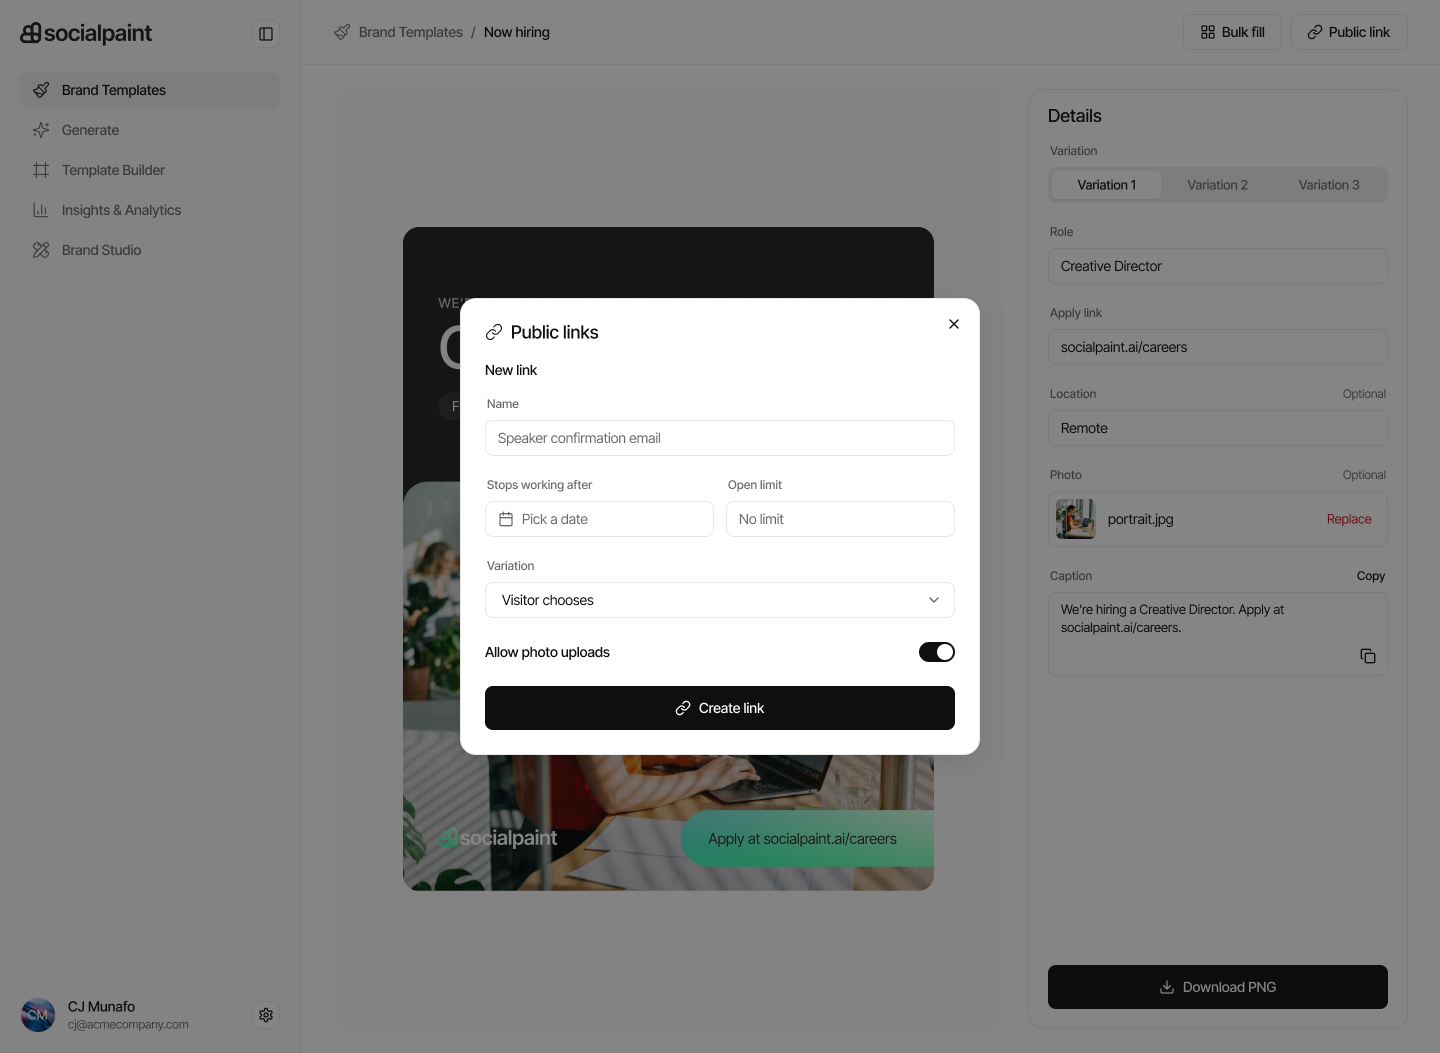 socialpaint
Brand Templates
Generate
Template Builder
Insights & Analytics
Brand Studio
CM
CJ Munafo
cj@acmecompany.com
Brand Templates / Now hiring
Bulk fill
Public link
Public links
New link
Name
Speaker confirmation email
Stops working after
Open limit
Pick a date
No limit
Variation
Visitor chooses
Allow photo uploads
Create link
socialpaint
Apply at socialpaint.ai/careers
Details
Variation
Variation 1
Variation 2
Variation 3
Role
Creative Director
Apply link
socialpaint.ai/careers
Location
Optional
Remote
Photo
Optional
portrait.jpg
Replace
Caption
Copy
We're hiring a Creative Director. Apply at
socialpaint.ai/careers.
Download PNG